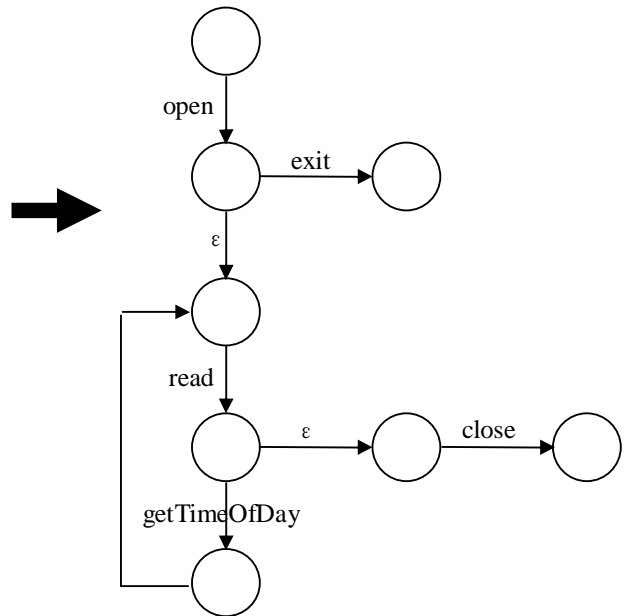 open
exit
ε
read
ε
close
getTimeOfDay